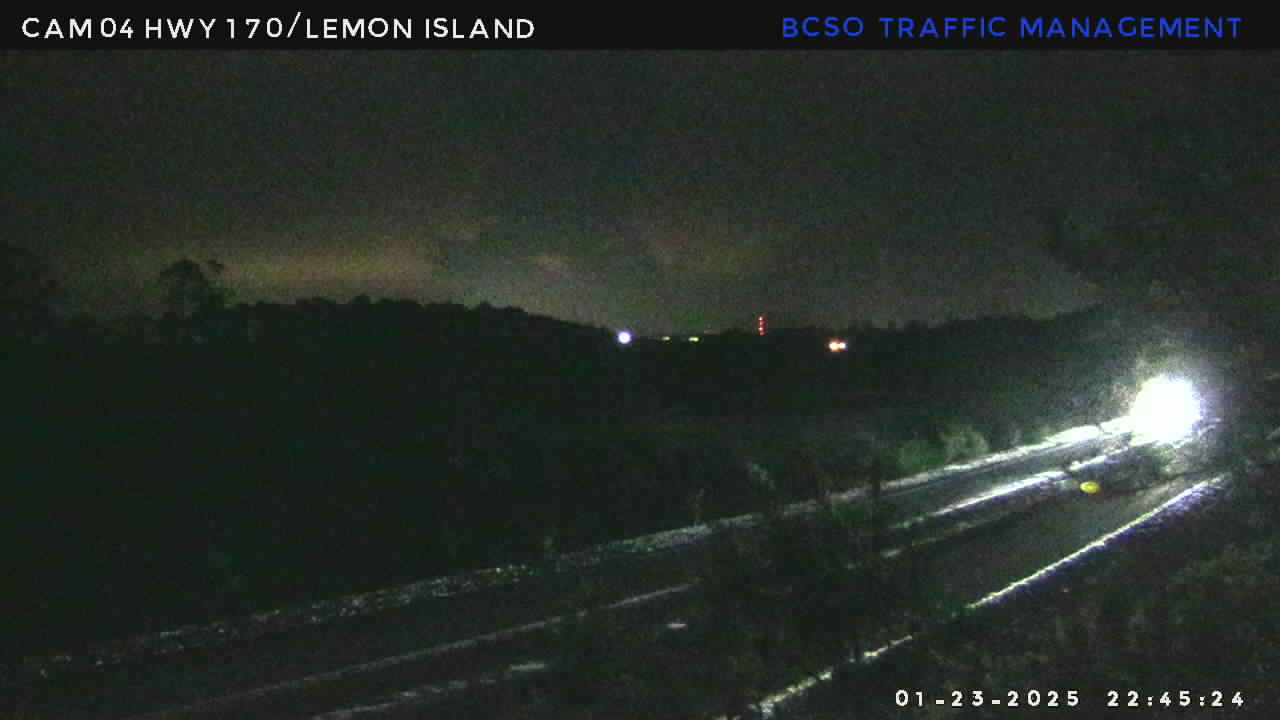 CAM04 HWY 170/LEMON ISLAND
BCSO TRAFFIC MANAGEMENT
01-23-2025 22:45:24